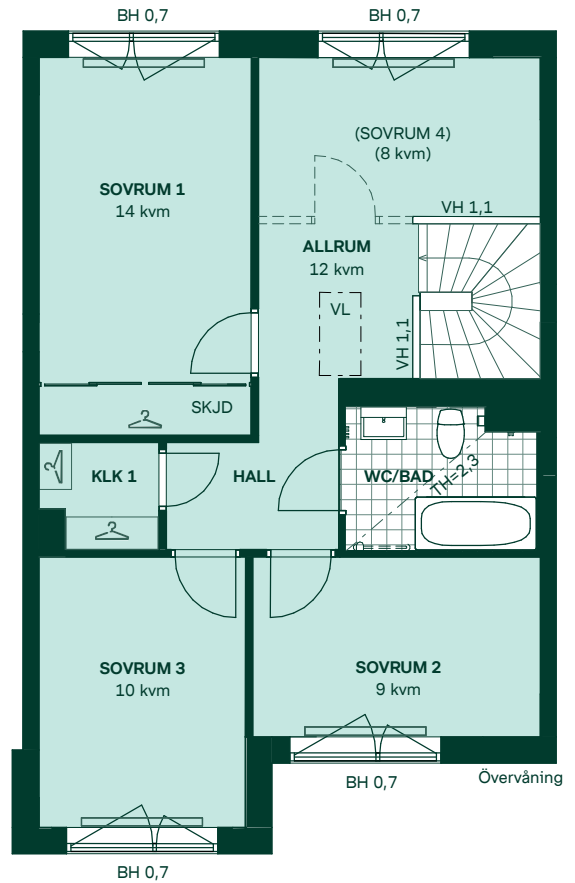 BH 0,7
BH 0,7
(SOVRUM 4)
(8 kvm)
SOVRUM 1
14 kvm
VH 1,1
ALLRUM
12 kvm
VL
VH 1,1
SKJD
KLK 1
HALL
WC/BAD
TH=2,3
SOVRUM 3
10 kvm
SOVRUM 2
9 kvm
BH 0,7
Övervåning
BH 0,7